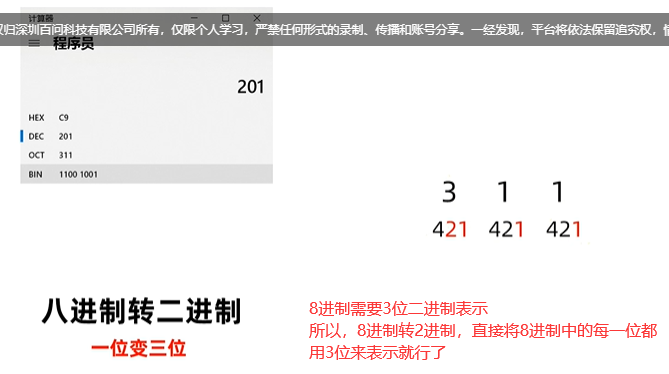 计算器
权归深圳百问科技有限公司所有，仅限个人学习，严禁任何形式的录制、传播和账号分享。一经发现，平台将依法保留追究权，情
程序员
201
HEX C9
DEC 201
OCT 311
BIN 1100 1001
3 1 1
421 421 421
八进制转二进制
一位变三位
8进制需要3位二进制表示
所以，8进制转2进制，直接将8进制中的每一位都
用3位来表示就行了